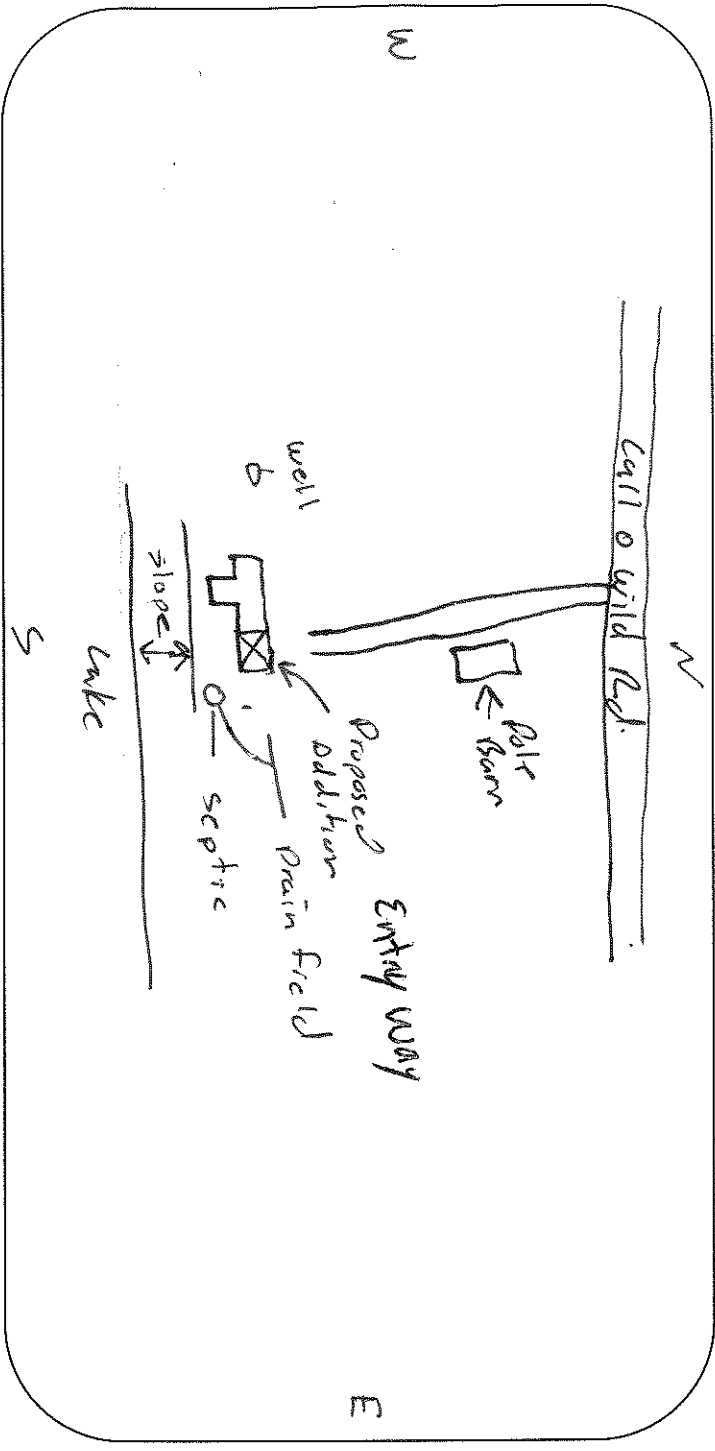 N
Call o Wild Rd.
Pole
Barn
W
E
Entry way
Proposed
Addition
well
Drain field
septic
slope
Lake
S